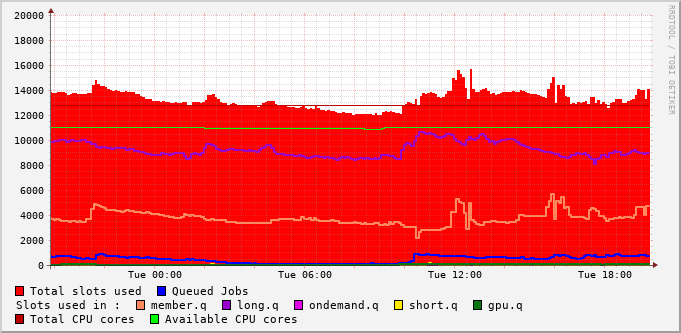 20000
18000
16000
14000
12000
10000
8000
6000
4000
2000
0
Tue 00:00 Tue 06:00 Tue 12:00 Tue 18:00
RRDTOOL / TOBI OETIKER
Total slots used Queued Jobs
Slots used in : member.q long.q ondemand.q short.q gpu.q
Total CPU cores Available CPU cores